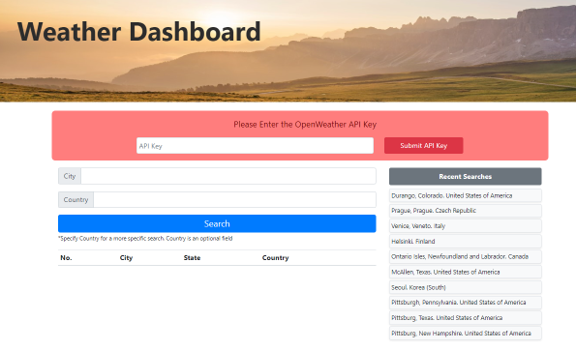 Weather Dashboard
Please Enter the OpenWeather API Key
API Key
Submit API Key
City
Country
Search
*Specify Country for a more specific search. Country is an optional field
No. City State Country
Recent Searches
Durango, Colorado. United States of America
Prague, Prague. Czech Republic
Venice, Veneto. Italy
Helsinki. Finland
Ontario Isles, Newfoundland and Labrador. Canada
McAllen, Texas. United States of America
Seoul. Korea (South)
Pittsburgh, Pennsylvania. United States of America
Pittsburg, Texas. United States of America
Pittsburg, New Hampshire. United States of America